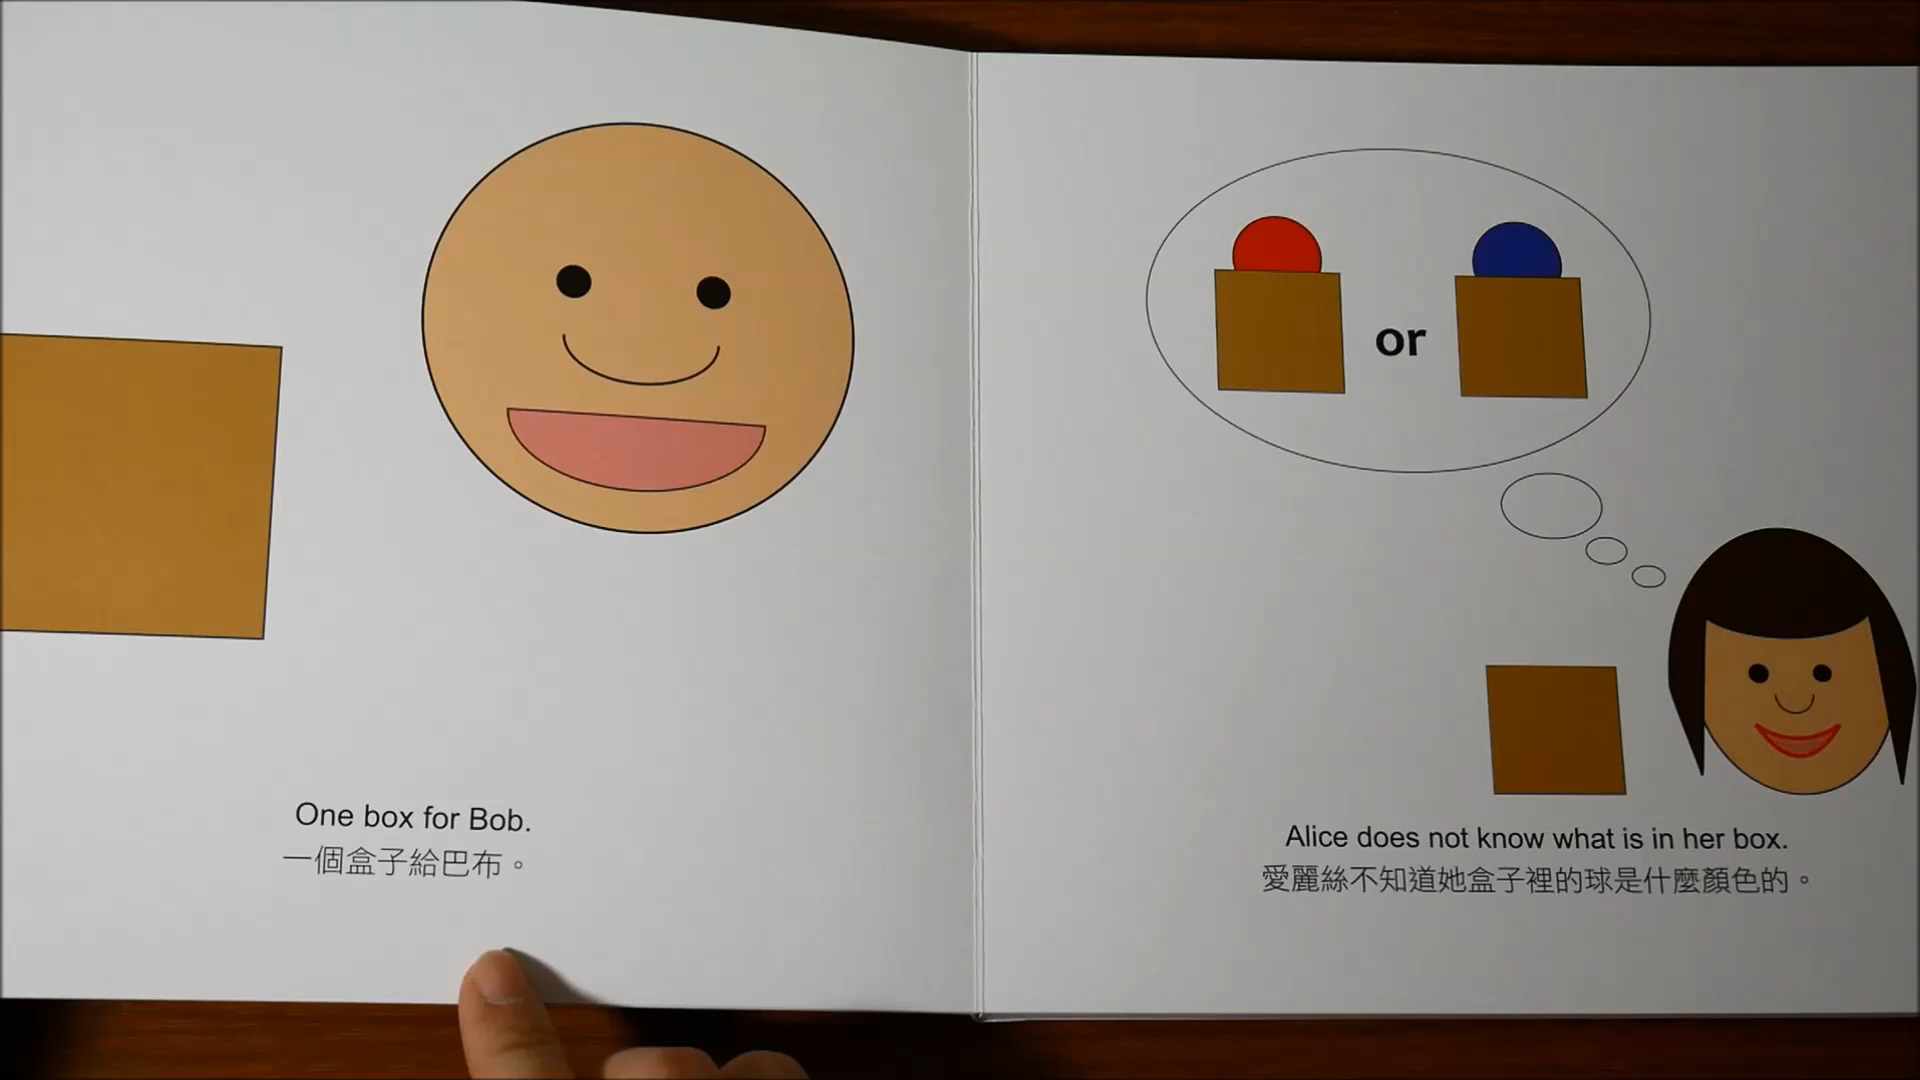 One box for Bob.
一個盒子給巴布。
or
Alice does not know what is in her box.
愛麗絲不知道她盒子裡的球是什麼顏色的。